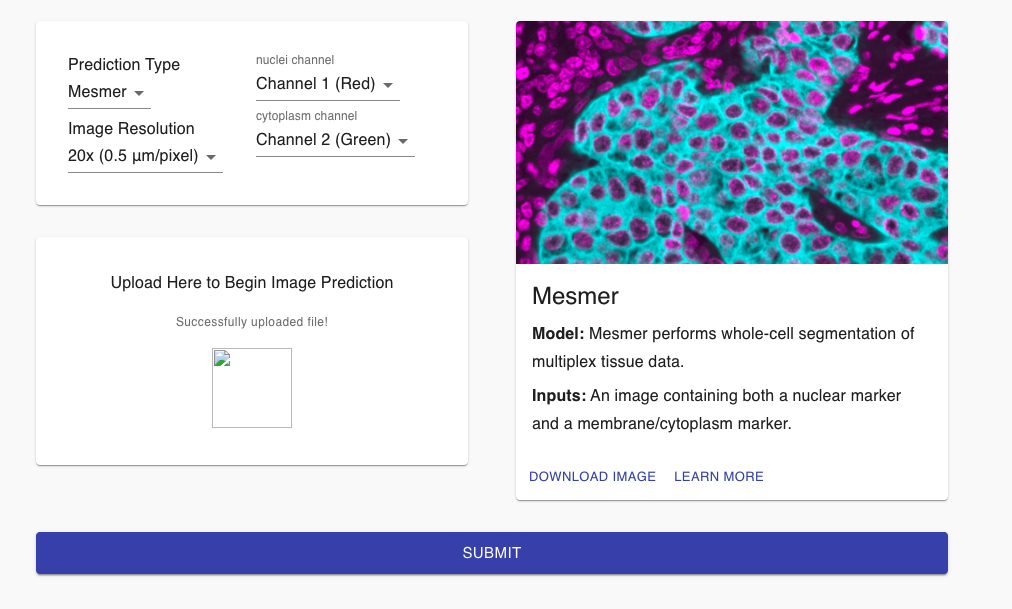 Prediction Type
Mesmer
Image Resolution
20x (0.5 μm/pixel)
nuclei channel
Channel 1 (Red)
cytoplasm channel
Channel 2 (Green)
Upload Here to Begin Image Prediction
Successfully uploaded file!
Mesmer
Model: Mesmer performs whole-cell segmentation of
multiplex tissue data.
Inputs: An image containing both a nuclear marker
and a membrane/cytoplasm marker.
DOWNLOAD IMAGE LEARN MORE
SUBMIT